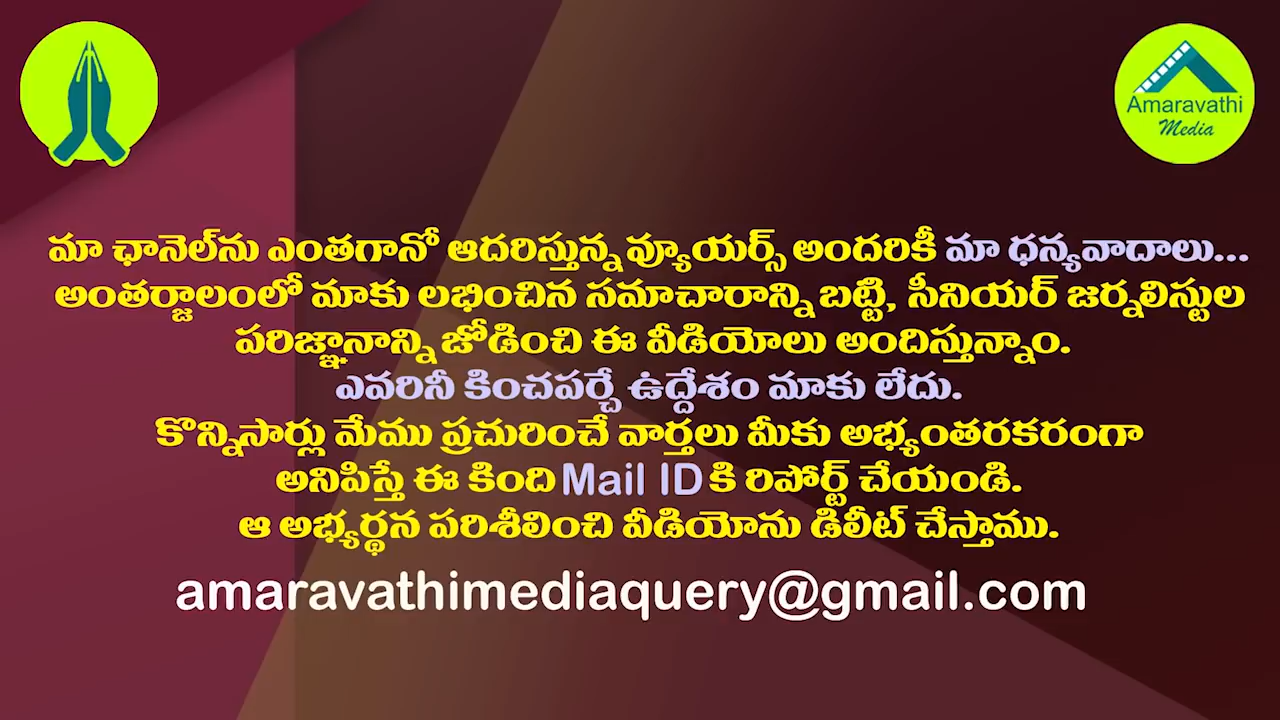 Amaravathi
Media
మా ఛానెల్‌ను ఎంతగానో ఆదరిస్తున్న వ్యూయర్స్ అందరికీ మా ధన్యవాదాలు...
అంతర్జాలంలో మాకు లభించిన సమాచారాన్ని బట్టి, సీనియర్ జర్నలిస్టుల
పరిజ్ఞానాన్ని జోడించి ఈ వీడియోలు అందిస్తున్నాం.
ఎవరినీ కించపర్చే ఉద్దేశం మాకు లేదు.
కొన్నిసార్లు మేము ప్రచురించే వార్తలు మీకు అభ్యంతరకరంగా
అనిపిస్తే ఈ కింది Mail ID కి రిపోర్ట్ చేయండి.
ఆ అభ్యర్థన పరిశీలించి వీడియోను డిలీట్ చేస్తాము.
amaravathimediaquery@gmail.com